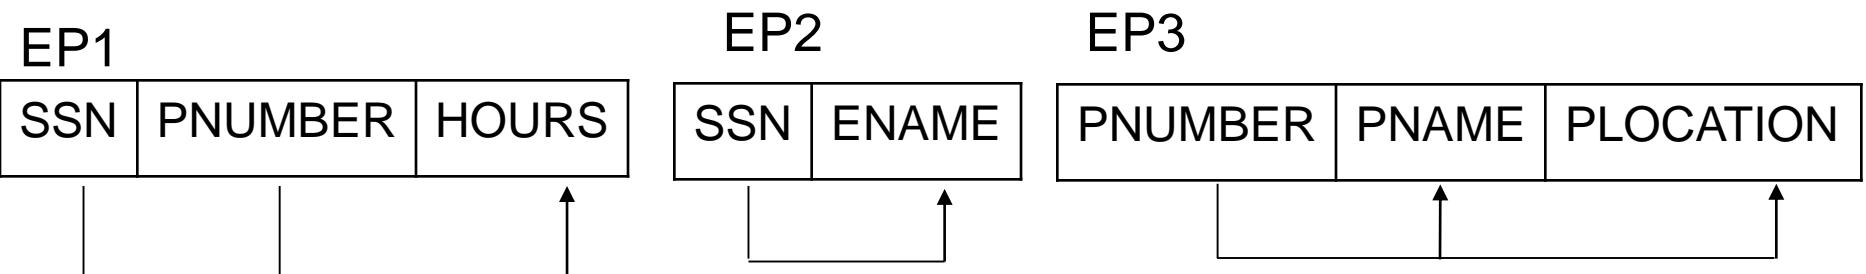 EP1 EP2 EP3
SSN PNUMBER HOURS SSN ENAME PNUMBER PNAME PLOCATION